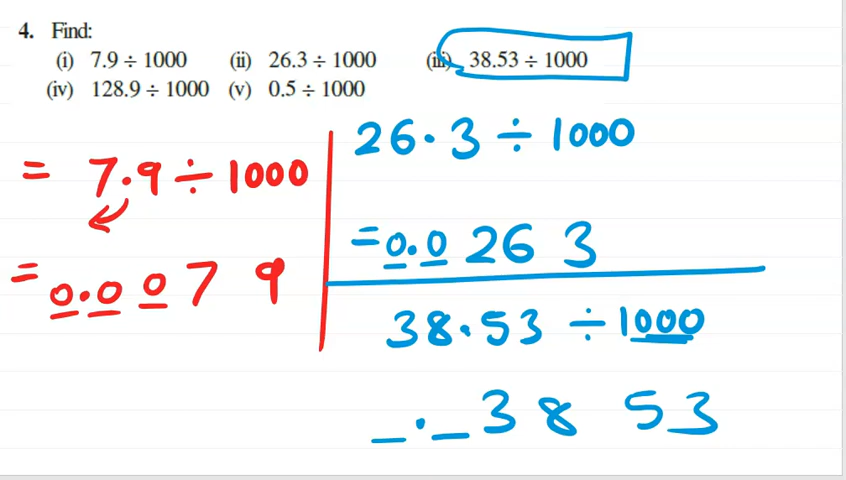 4. Find:
(i) 7.9 ÷ 1000 (ii) 26.3 ÷ 1000 (iii) 38.53 ÷ 1000
(iv) 128.9 ÷ 1000 (v) 0.5 ÷ 1000
= 7.9 ÷ 1000
= 0.0079
26.3 ÷ 1000
= 0.0263
38.53 ÷ 1000
_._3853